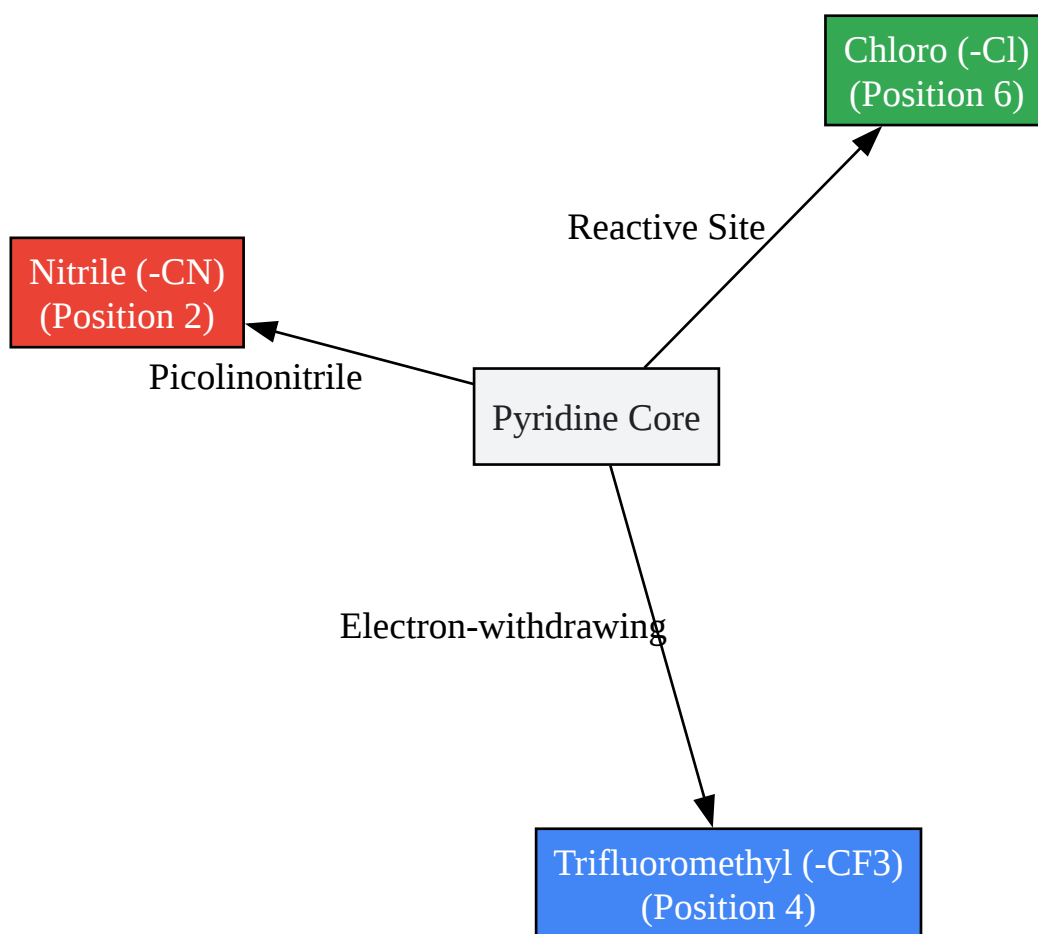 Chloro (-Cl)
(Position 6)
Reactive Site
Nitrile (-CN)
(Position 2)
Picolinonitrile
Pyridine Core
Electron-withdrawing
Trifluoromethyl (-CF3)
(Position 4)